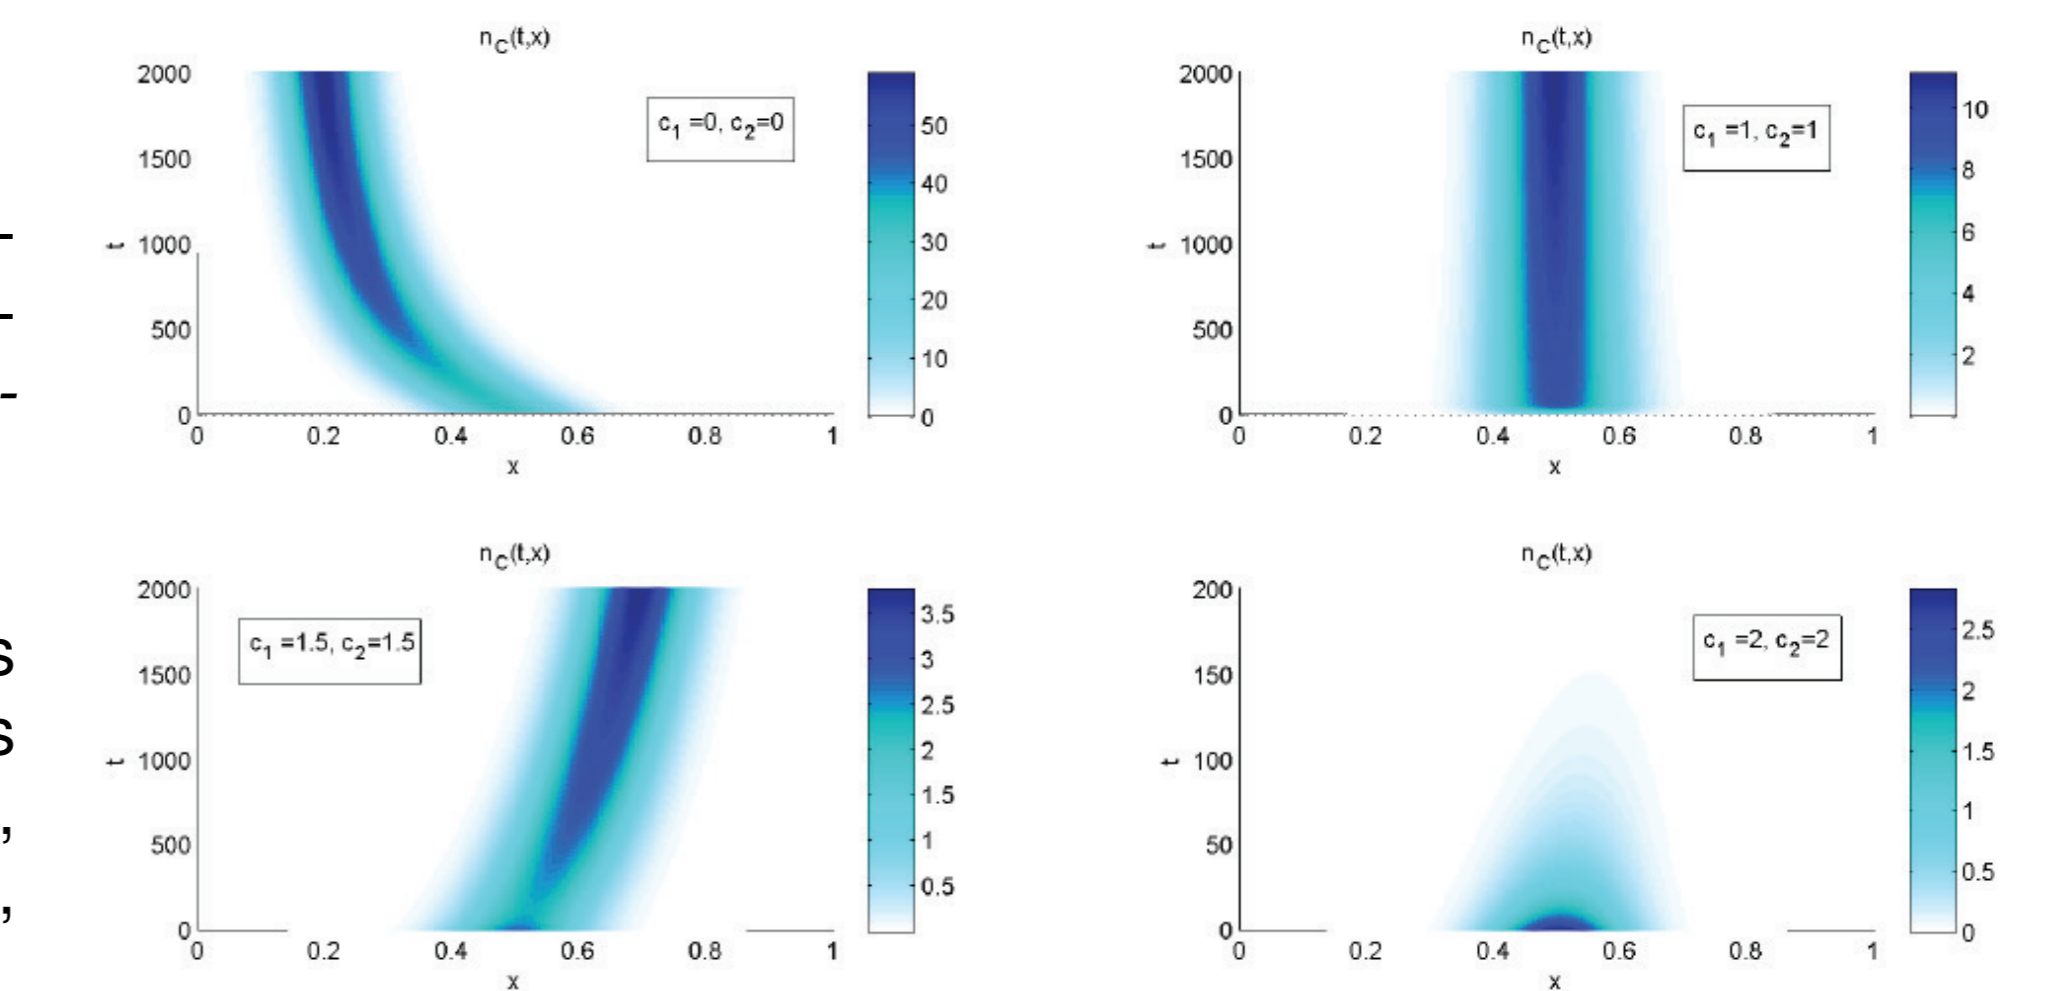 n_C(t,x)
c_1 =0, c_2=0
2000
1500
1000
500
0
t
0 0.2 0.4 0.6 0.8 1
x
50
40
30
20
10
0
n_C(t,x)
c_1 =1, c_2=1
2000
1500
1000
500
0
t
0 0.2 0.4 0.6 0.8 1
x
10
8
6
4
2
n_C(t,x)
c_1 =1.5, c_2=1.5
2000
1500
1000
500
0
t
0 0.2 0.4 0.6 0.8 1
x
3.5
3
2.5
2
1.5
1
0.5
n_C(t,x)
c_1 =2, c_2=2
200
150
100
50
0
t
0 0.2 0.4 0.6 0.8 1
x
2.5
2
1.5
1
0.5
0
-
-
-
s
s
,
,